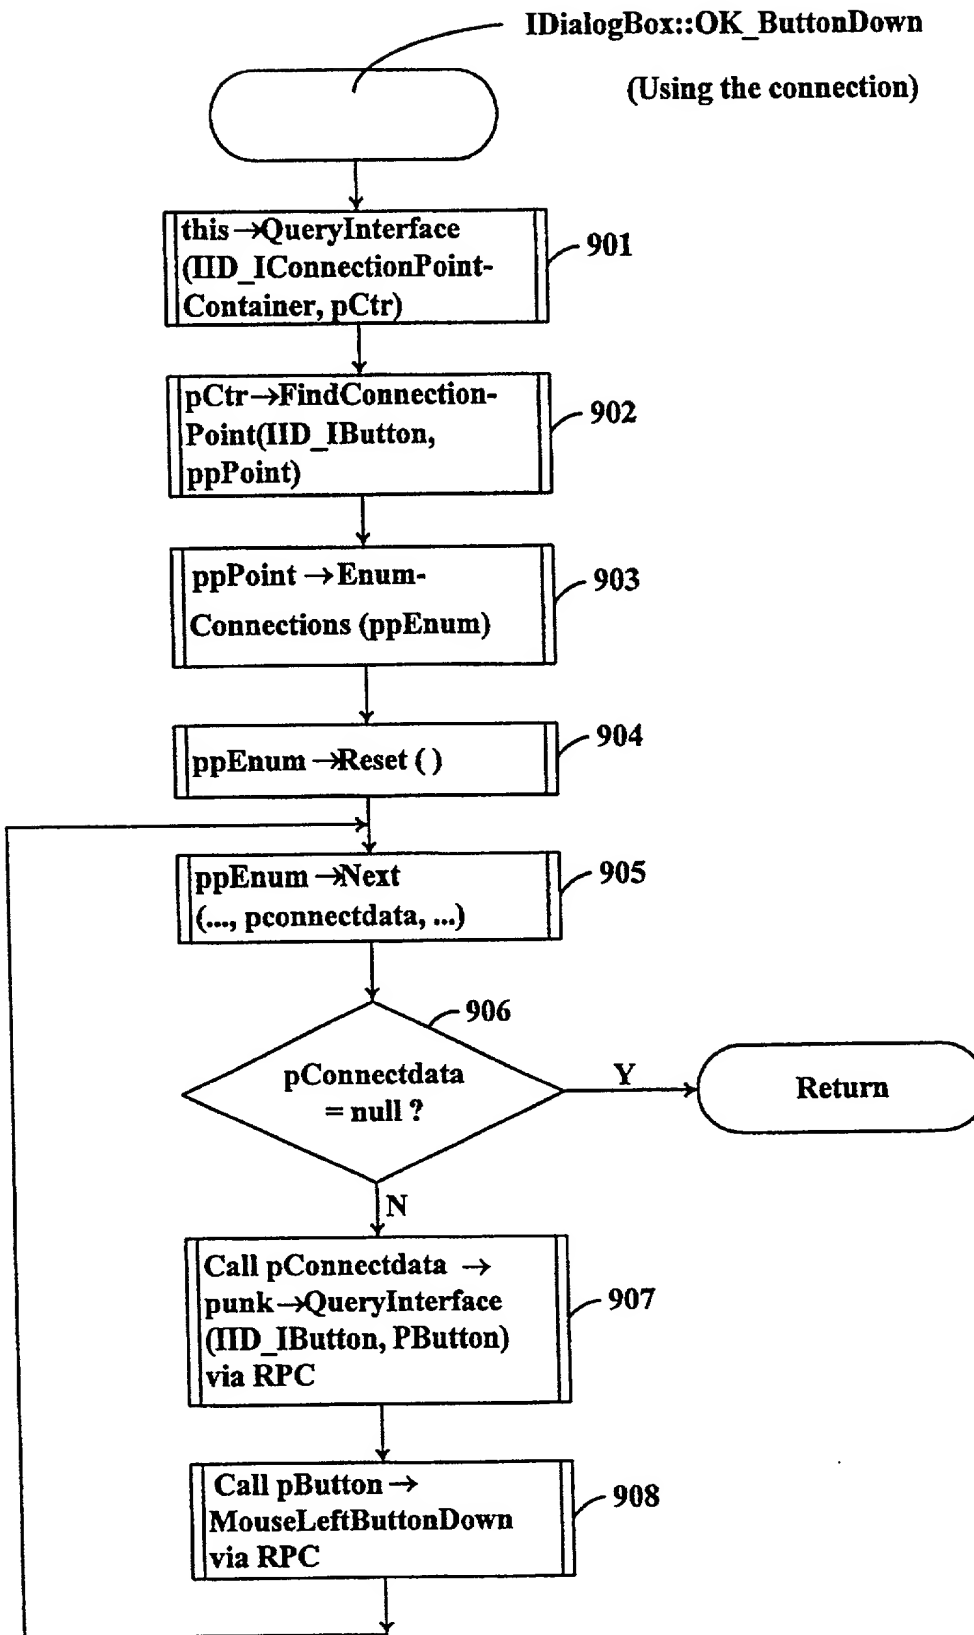 IDialogBox::OK_ButtonDown
(Using the connection)
this→QueryInterface
(IID_IConnectionPoint-
Container, pCtr)
901
pCtr→FindConnection-
Point(IID_IButton,
ppPoint)
902
ppPoint→Enum-
Connections (ppEnum)
903
ppEnum→Reset ( )
904
ppEnum→Next
(..., pconnectdata, ...)
905
906
pConnectdata
= null ?
Y
Return
N
Call pConnectdata →
punk→QueryInterface
(IID_IButton, PButton)
via RPC
907
Call pButton→
MouseLeftButtonDown
via RPC
908